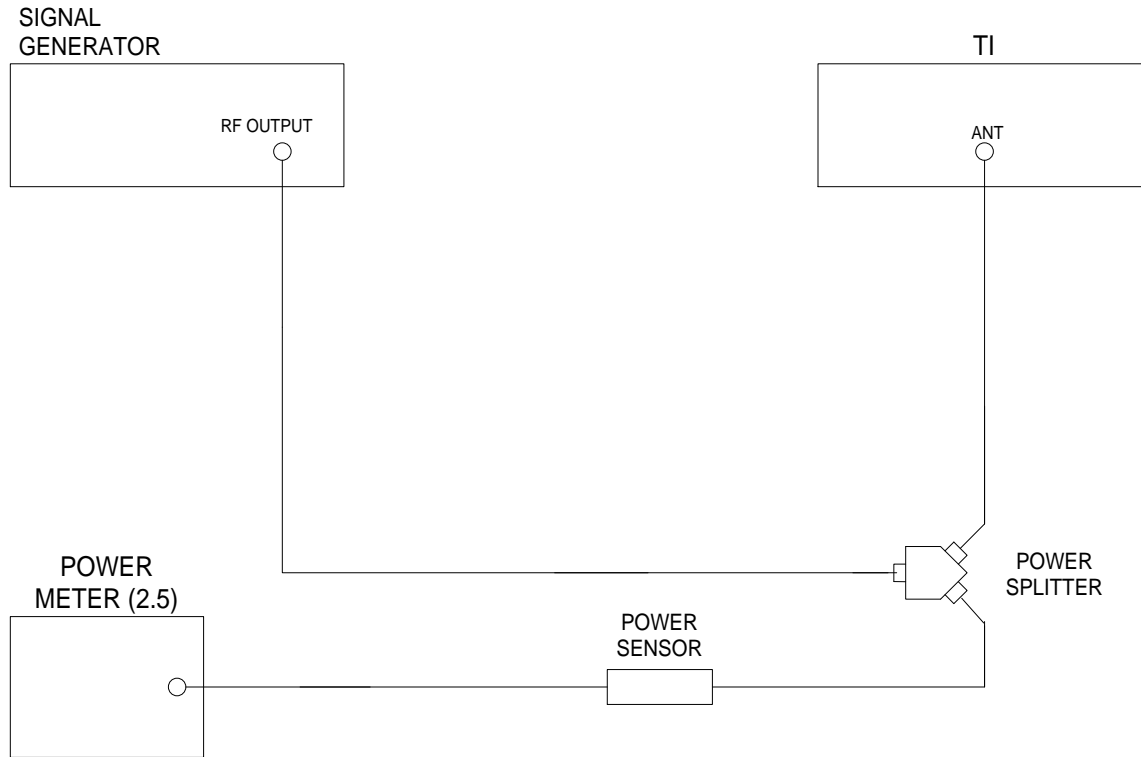 SIGNAL
GENERATOR
TI
RF OUTPUT
ANT
POWER
METER (2.5)
POWER
SPLITTER
POWER
SENSOR